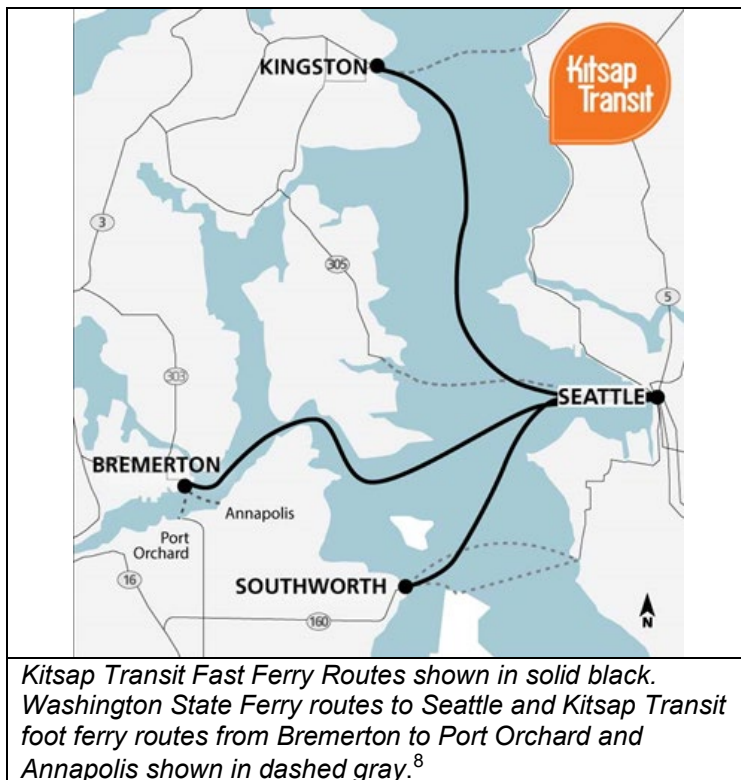 KINGSTON
Kitsap
Transit
3
305
5
303
SEATTLE
BREMERTON
Annapolis
Port
Orchard
16
SOUTHWORTH
160
N
Kitsap Transit Fast Ferry Routes shown in solid black.
Washington State Ferry routes to Seattle and Kitsap Transit
foot ferry routes from Bremerton to Port Orchard and
Annapolis shown in dashed gray.8